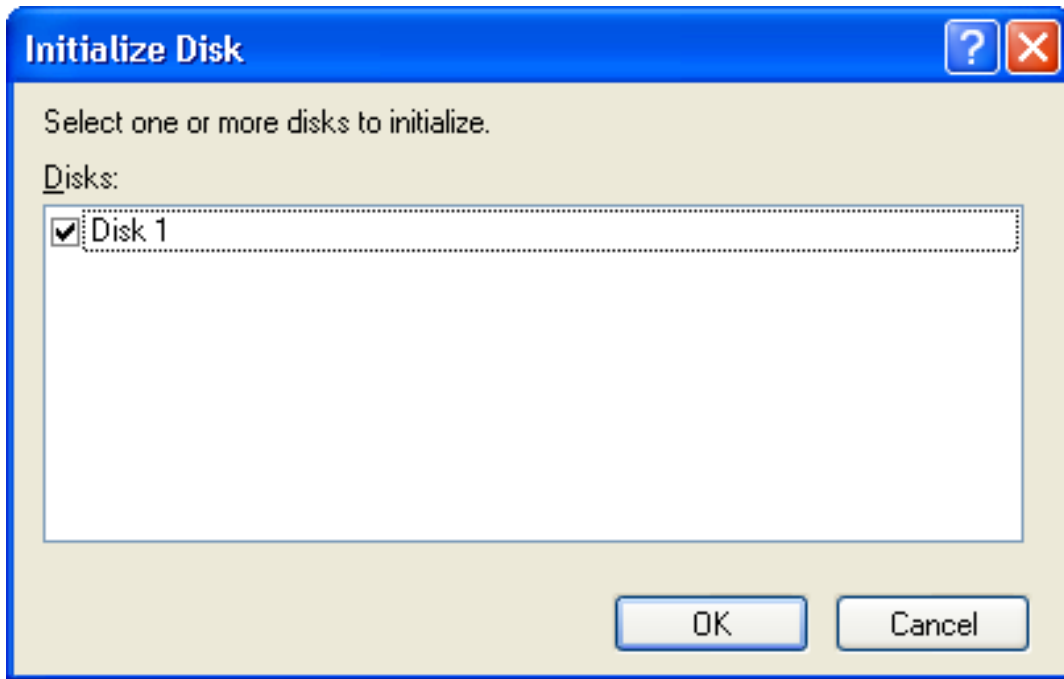 Initialize Disk
Select one or more disks to initialize.
Disks:
Disk 1
OK Cancel